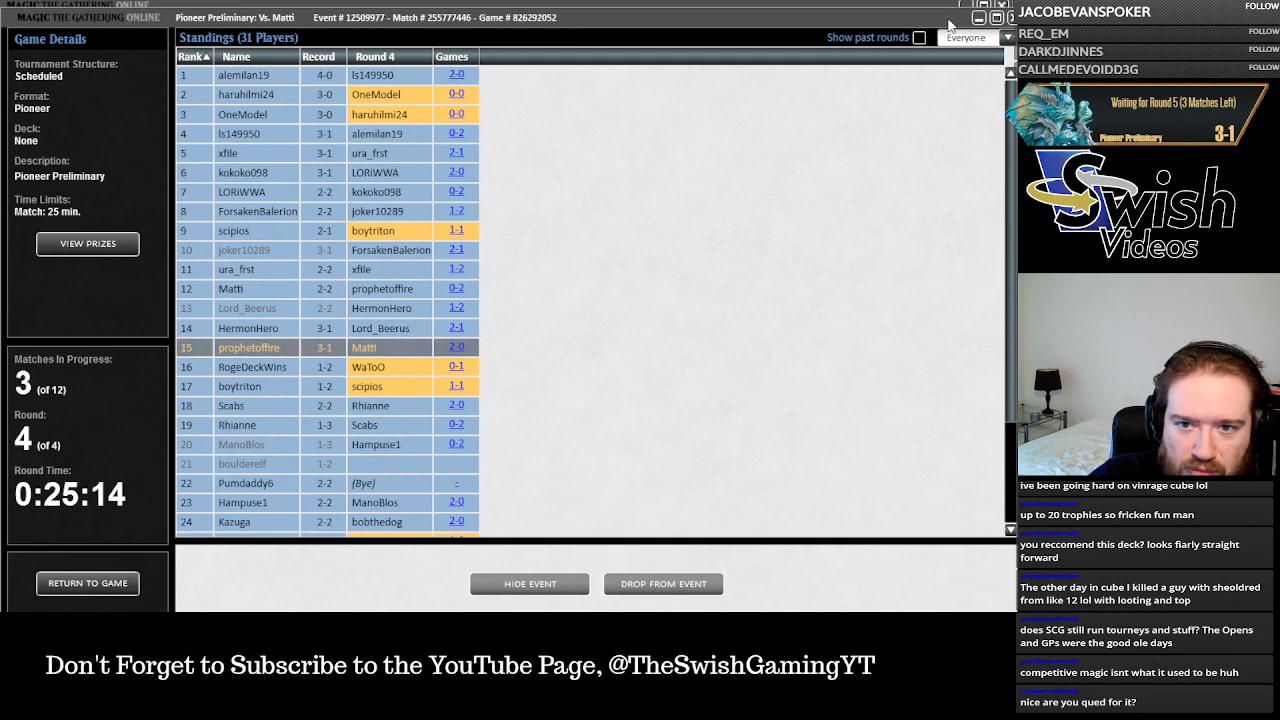 MAGIC THE GATHERING ONLINE
Pioneer Preliminary: Vs. Matti Event # 12509977 - Match # 255777446 - Game # 826292052
Game Details
Tournament Structure:
Scheduled
Format:
Pioneer
Deck:
None
Description:
Pioneer Preliminary
Time Limits:
Match: 25 min.
VIEW PRIZES
Matches In Progress:
3 (of 12)
Round:
4 (of 4)
Round Time:
0:25:14
RETURN TO GAME
Standings (31 Players) Show past rounds Everyone
Rank Name Record Round 4 Games
1 alemilan19 4-0 ls149950 2-0
2 haruhilmi24 3-0 OneModel 0-0
3 OneModel 3-0 haruhilmi24 0-0
4 ls149950 3-1 alemilan19 0-2
5 xfile 3-1 ura_frst 2-1
6 kokoko098 3-1 LORiWWA 2-0
7 LORiWWA 2-2 kokoko098 0-2
8 ForsakenBalerion 2-2 joker10289 1-2
9 scipios 2-1 boytriton 1-1
10 joker10289 3-1 ForsakenBalerion 2-1
11 ura_frst 2-2 xfile 1-2
12 Matti 2-2 prophetoffire 0-2
13 Lord_Beerus 2-2 HermonHero 1-2
14 HermonHero 3-1 Lord_Beerus 2-1
15 prophetoffire 3-1 Matti 2-0
16 RogeDeckWins 1-2 WaToO 0-1
17 boytriton 1-2 scipios 1-1
18 Scabs 2-2 Rhianne 2-0
19 Rhianne 1-3 Scabs 0-2
20 ManoBlos 1-3 Hampuse1 0-2
21 boulderelf 1-2
22 Pumdaddy6 2-2 (Bye) -
23 Hampuse1 2-2 ManoBlos 2-0
24 Kazuga 2-2 bobthedog 2-0
HIDE EVENT DROP FROM EVENT
JACOBEVANSPOKER FOLLOW
REQ_EM FOLLOW
DARKDJINNES FOLLOW
CALLMEDEVOIDD3G FOLLOW
Waiting for Round 5 (3 Matches Left)
Pioneer Preliminary 3-1
Swish
Videos
ive been going hard on vinrage cube lol
up to 20 trophies so fricken fun man
you reccomend this deck? looks fiarly straight
forward
The other day in cube I killed a guy with sheoldred
from like 12 lol with looting and top
does SCG still run tourneys and stuff? The Opens
and GPs were the good ole days
competitive magic isnt what it used to be huh
nice are you qued for it?
Don't Forget to Subscribe to the YouTube Page, @TheSwishGamingYT